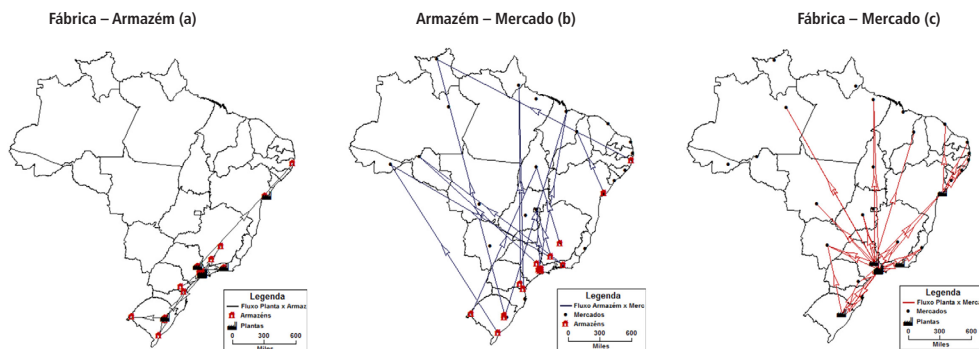 Fábrica – Armazém (a)
Armazém – Mercado (b)
Fábrica – Mercado (c)
Legenda
Fluxo Planta x Armaz
Armazéns
Plantas
0 300 600
Miles
Legenda
Fluxo Armazém x Merc
Mercados
Armazéns
0 300 600
Miles
Legenda
Fluxo Planta x Merca
Mercados
Plantas
0 300 600
Miles